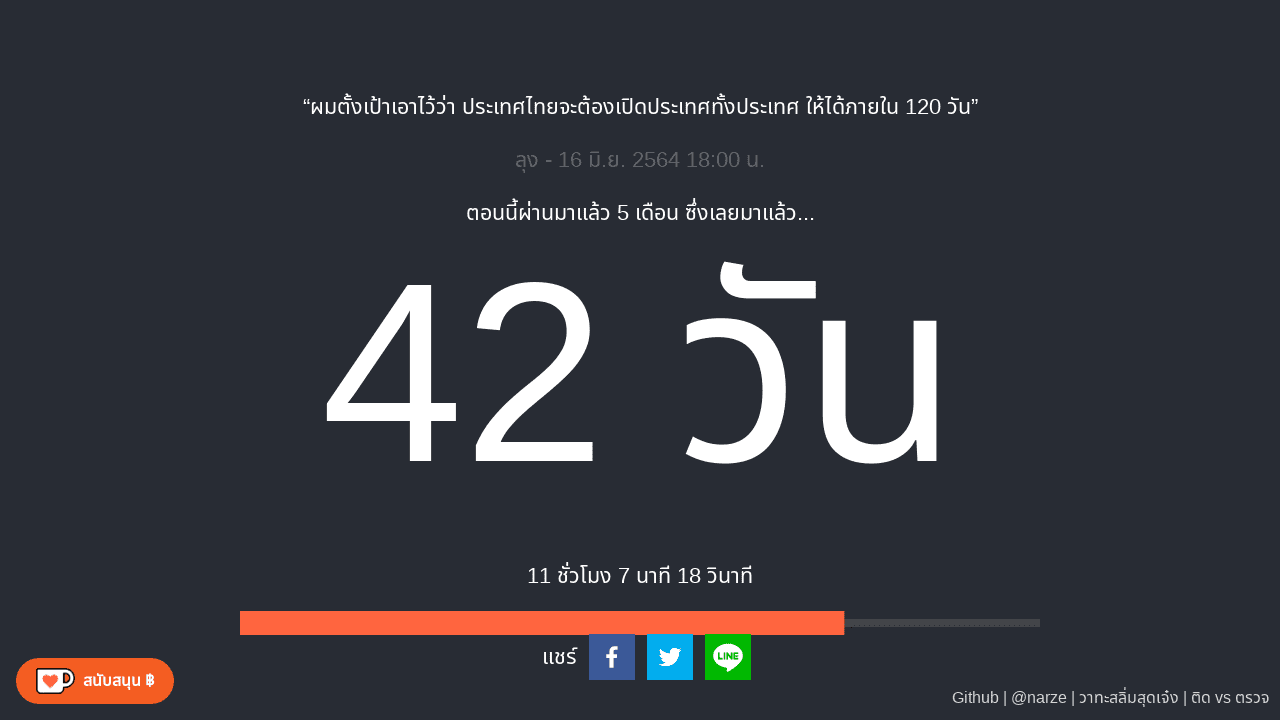 “ผมตั้งเป้าเอาไว้ว่า ประเทศไทยจะต้องเปิดประเทศทั้งประเทศ ให้ได้ภายใน 120 วัน”
ลุง - 16 มิ.ย. 2564 18:00 น.
ตอนนี้ผ่านมาแล้ว 5 เดือน ซึ่งเลยมาแล้ว...
42 วัน
11 ชั่วโมง 7 นาที 18 วินาที
แชร์ LINE
สนับสนุน ฿
Github | @narze | วาทะสลิ่มสุดเจ๋ง | ติด vs ตรวจ